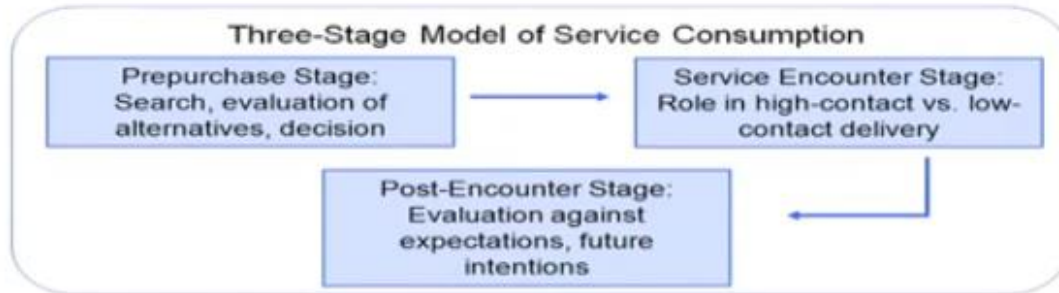 Three-Stage Model of Service Consumption
Prepurchase Stage:
Search, evaluation of
alternatives, decision
Service Encounter Stage:
Role in high-contact vs. low-
contact delivery
Post-Encounter Stage:
Evaluation against
expectations, future
intentions